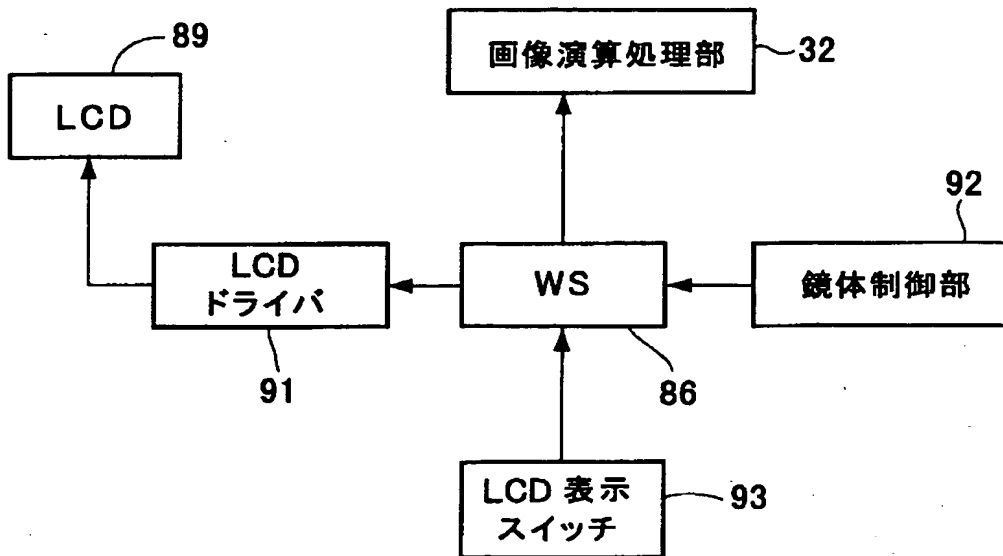 89
LCD
画像演算処理部
32
92
LCD
ドライバ
91
WS
86
鏡体制御部
LCD 表示
スイッチ
93